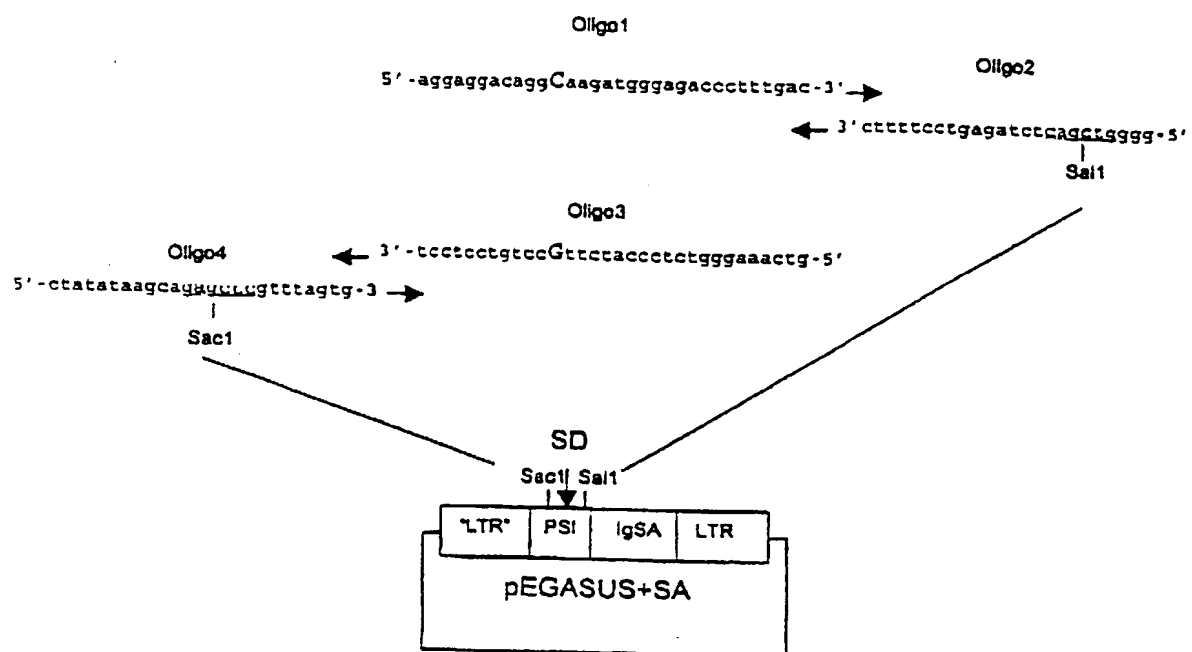 Oligo1
Oligo2
5'-aggaggacaggCaagatgggagaccctttgac-3'
3'cttttcctgagatctcagctgggg-5'
Sal1
Oligo3
Oligo4
3'-tcctcctgtccGttctaccctctgggaaactg-5'
5'-ctatataagcagagctcgtttagtg-3
Sac1
SD
Sac1 Sal1
"LTR" PSI IgSA LTR
pEGASUS+SA